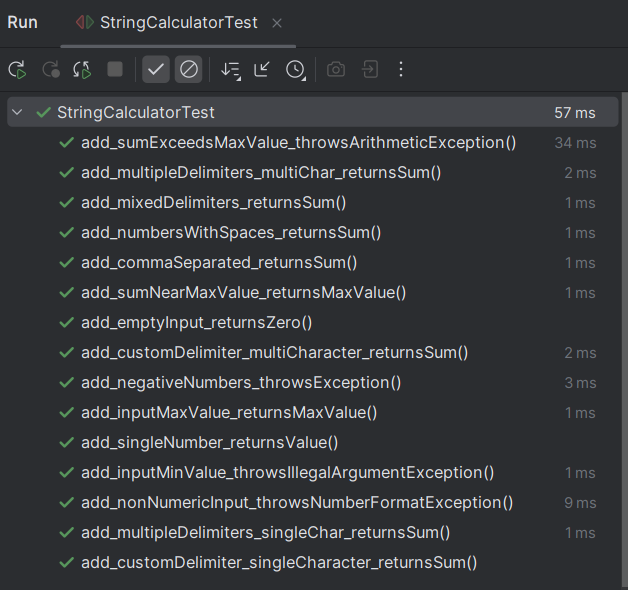 Run StringCalculatorTest
StringCalculatorTest 57 ms
add_sumExceedsMaxValue_throwsArithmeticException() 34 ms
add_multipleDelimiters_multiChar_returnsSum() 2 ms
add_mixedDelimiters_returnsSum() 1 ms
add_numbersWithSpaces_returnsSum() 1 ms
add_commaSeparated_returnsSum() 1 ms
add_sumNearMaxValue_returnsMaxValue() 1 ms
add_emptyInput_returnsZero()
add_customDelimiter_multiCharacter_returnsSum() 2 ms
add_negativeNumbers_throwsException() 3 ms
add_inputMaxValue_returnsMaxValue() 1 ms
add_singleNumber_returnsValue()
add_inputMinValue_throwsIllegalArgumentException() 1 ms
add_nonNumericInput_throwsNumberFormatException() 9 ms
add_multipleDelimiters_singleChar_returnsSum() 1 ms
add_customDelimiter_singleCharacter_returnsSum()